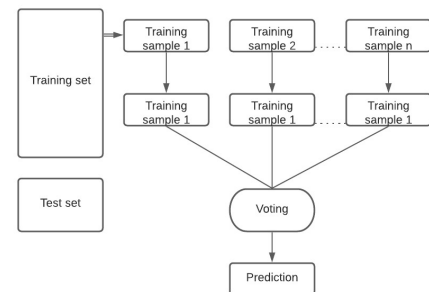 Training set
Training
sample 1
Training
sample 2
Training
sample n
Training
sample 1
Training
sample 1
Training
sample 1
Test set
Voting
Prediction